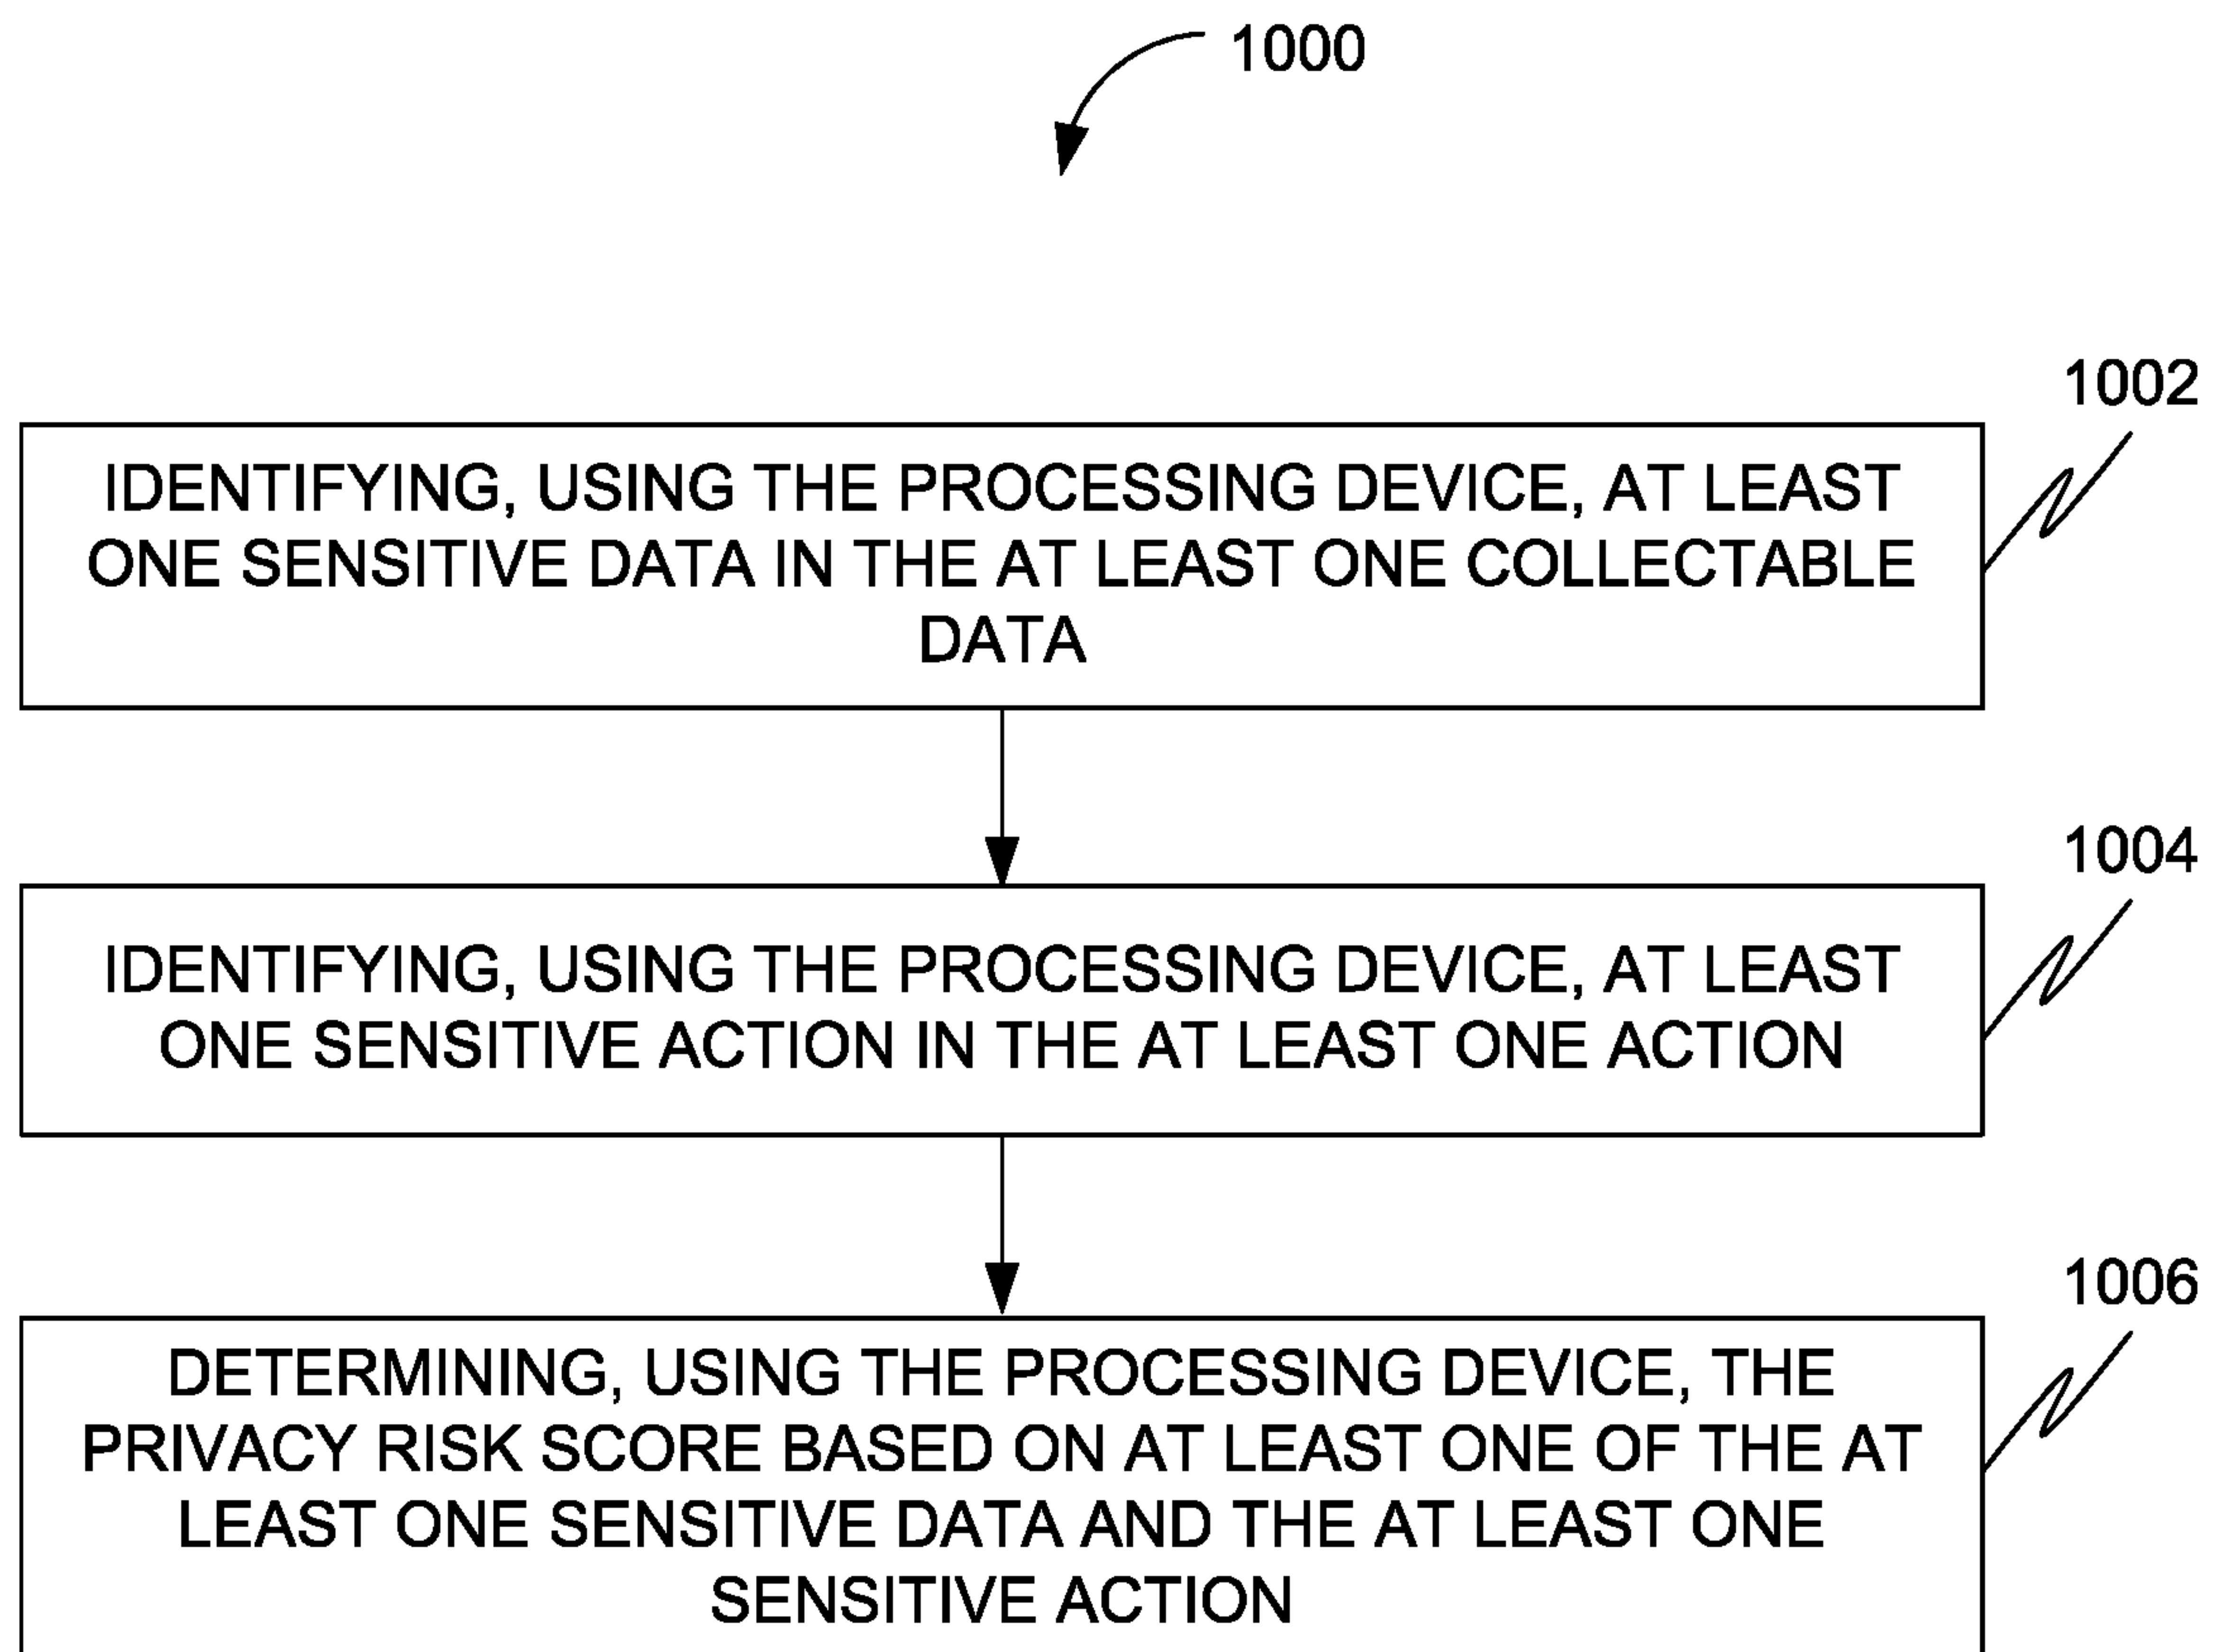 1000
1002
IDENTIFYING, USING THE PROCESSING DEVICE, AT LEAST
ONE SENSITIVE DATA IN THE AT LEAST ONE COLLECTABLE
DATA
1004
IDENTIFYING, USING THE PROCESSING DEVICE, AT LEAST
ONE SENSITIVE ACTION IN THE AT LEAST ONE ACTION
1006
DETERMINING, USING THE PROCESSING DEVICE, THE
PRIVACY RISK SCORE BASED ON AT LEAST ONE OF THE AT
LEAST ONE SENSITIVE DATA AND THE AT LEAST ONE
SENSITIVE ACTION